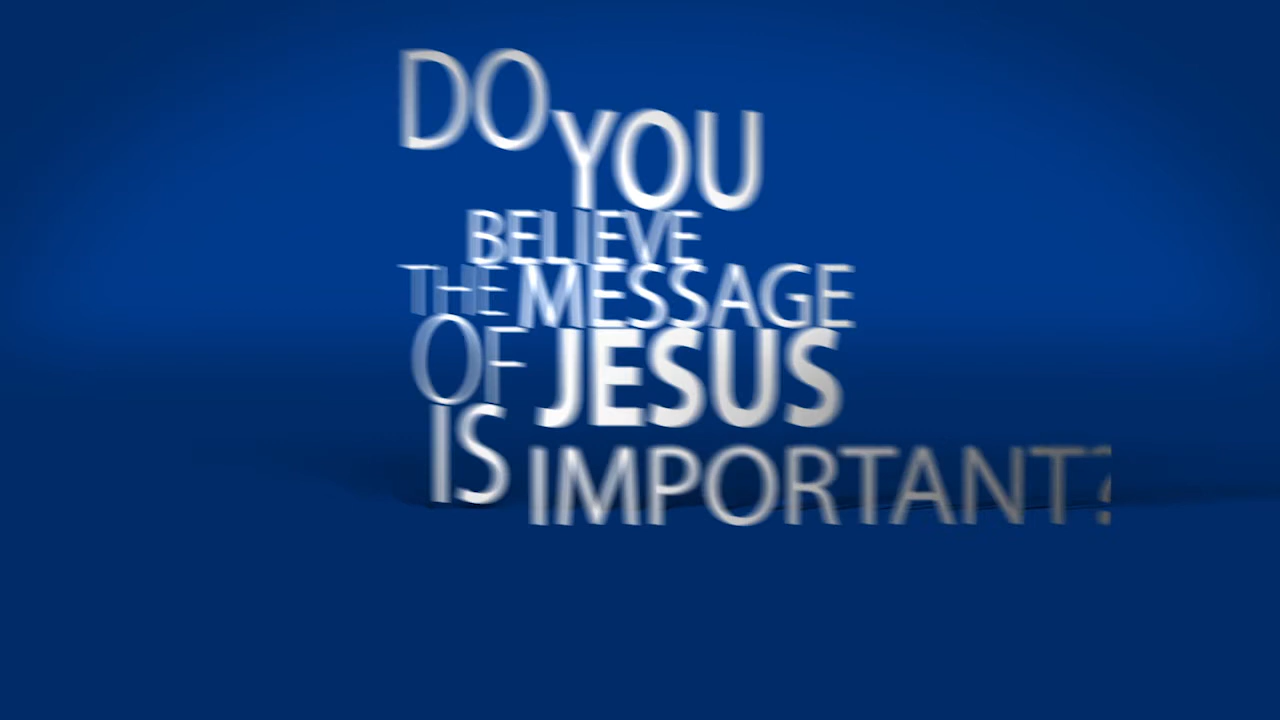 DO YOU
BELIEVE
THE MESSAGE
OF JESUS
IS IMPORTANT?